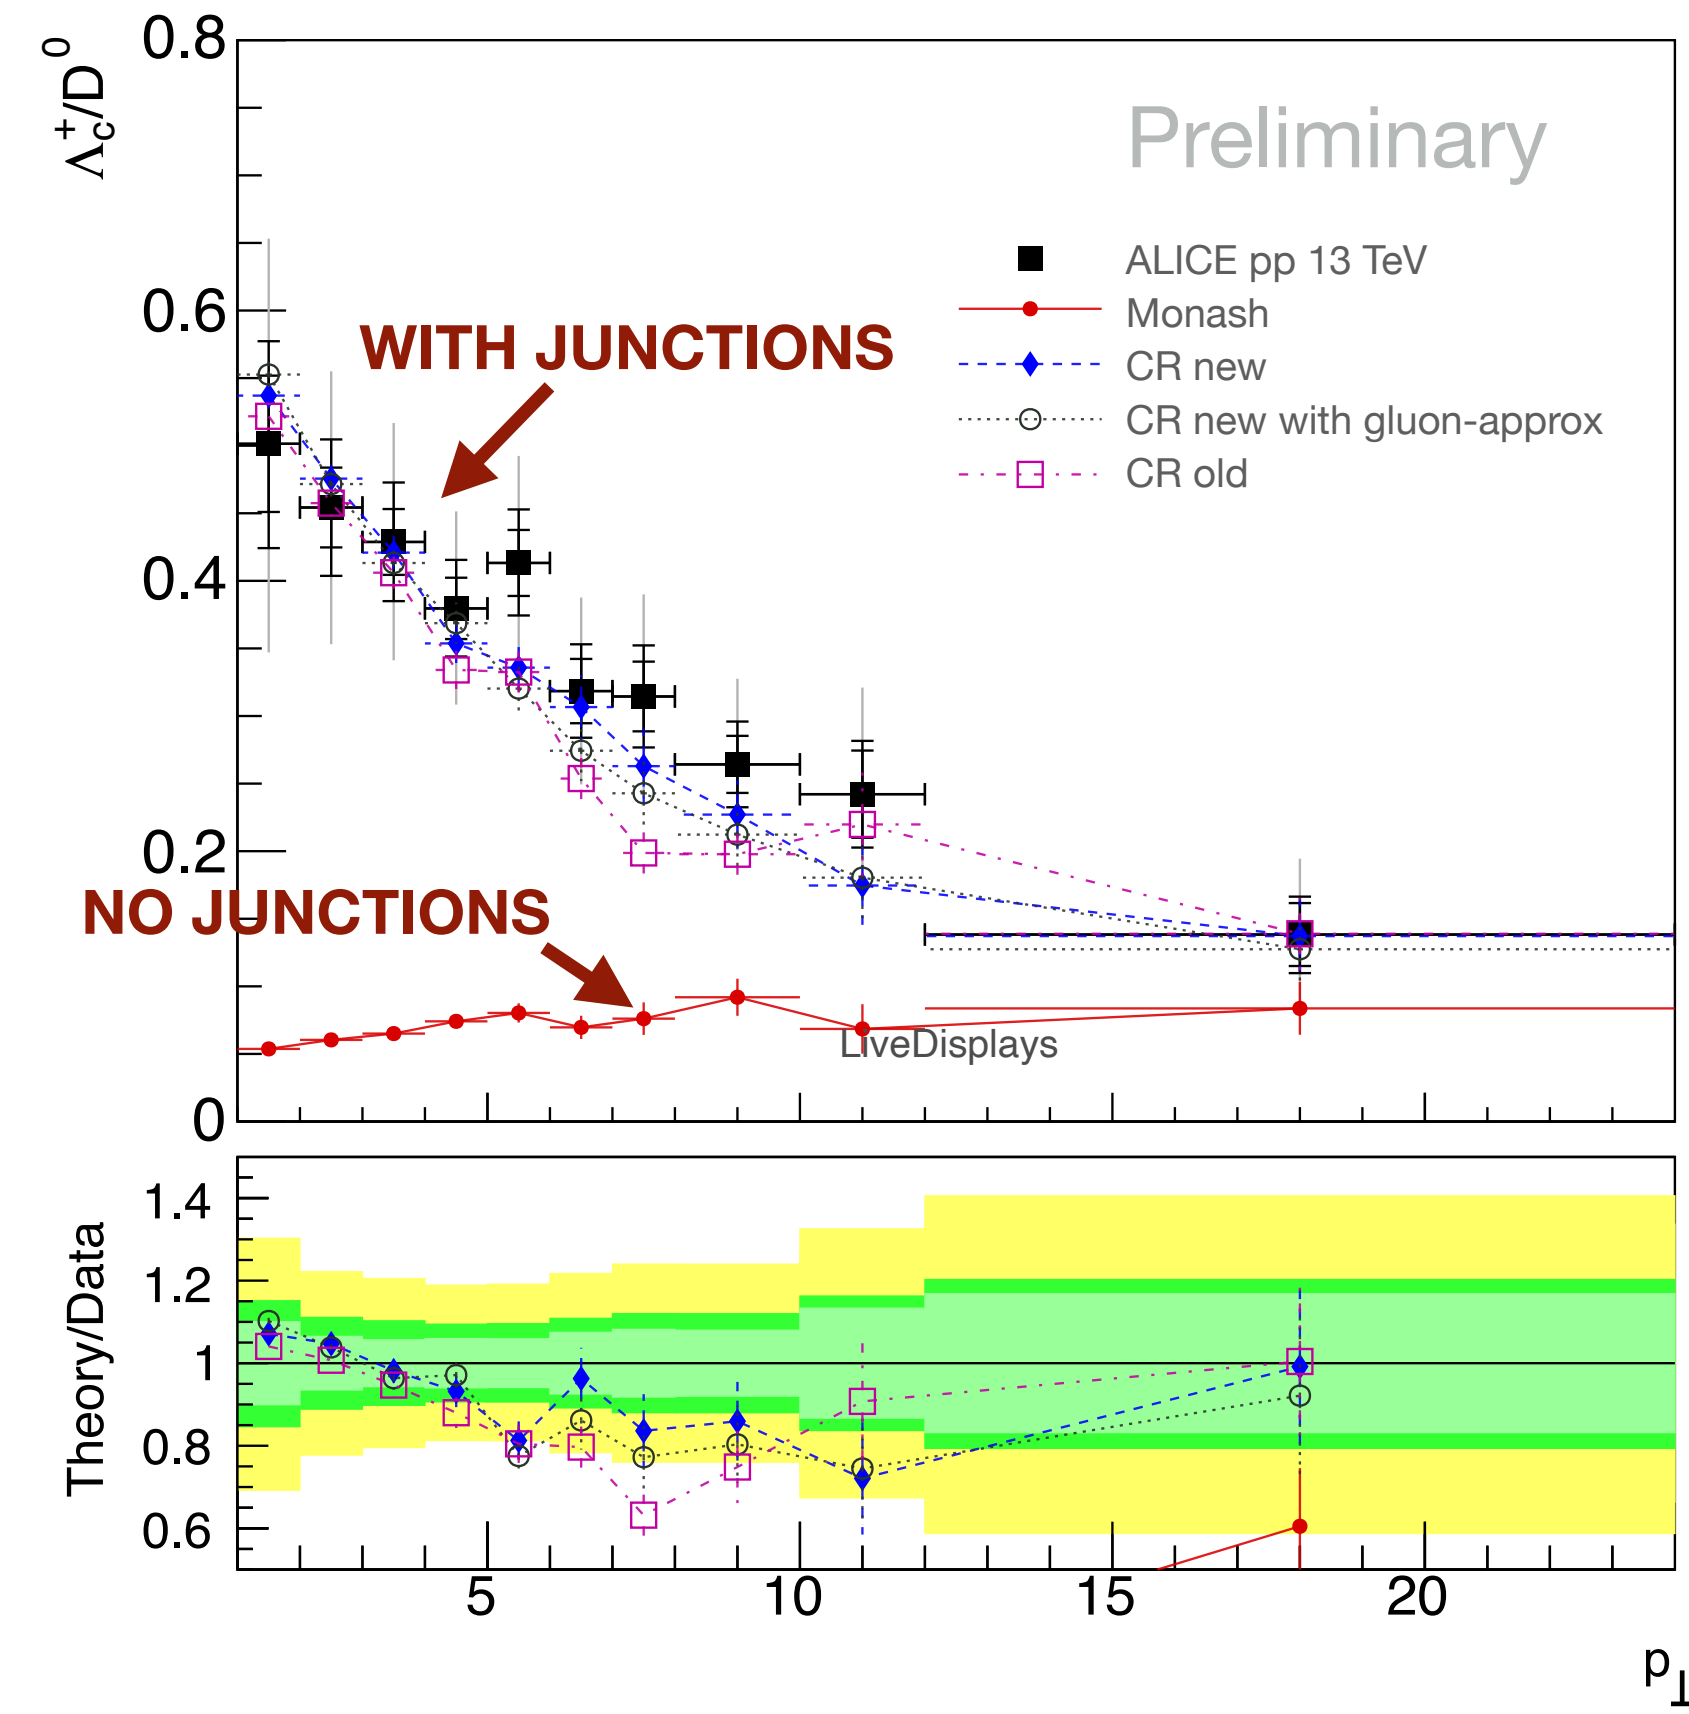 0.8
Λc+/D0
Preliminary
ALICE pp 13 TeV
0.6
Monash
WITH JUNCTIONS
CR new
CR new with gluon-approx
CR old
0.4
0.2
NO JUNCTIONS
LiveDisplays
0
1.4
1.2
Theory/Data
1
0.8
0.6
5
10
15
20
p⊥